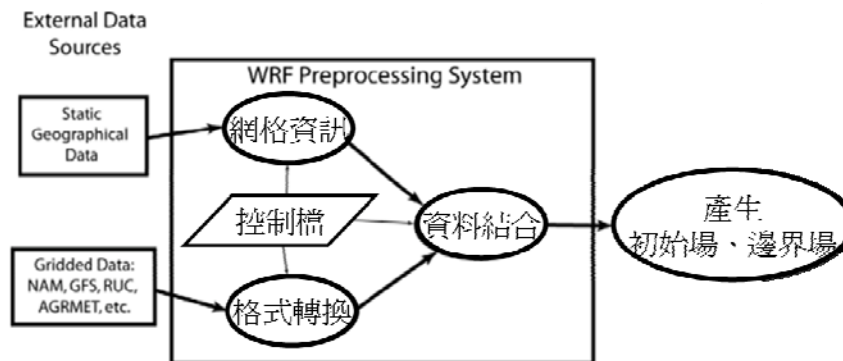 External Data
Sources
WRF Preprocessing System
Static
Geographical
Data
網格資訊
控制檔
資料結合
產生
初始場、邊界場
Gridded Data:
NAM, GFS, RUC,
AGRMET, etc.
格式轉換